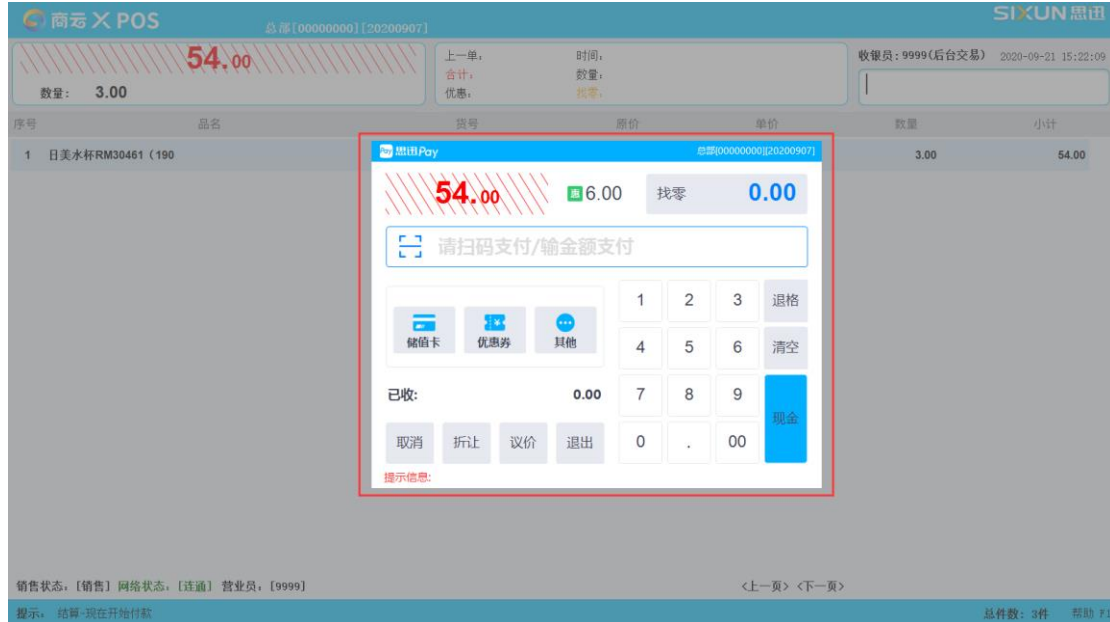 商云 X POS 总部[00000000][20200907] SIXUN思迅
54.00
数量: 3.00
上一单: 时间:
合计: 数量:
优惠: 找零:
收银员:9999(后台交易) 2020-09-21 15:22:09
序号 品名 货号 原价 单价 数量 小计
1 日美水杯RM30461（190 3.00 54.00
Pay 思迅Pay 总部[00000000][20200907]
54.00 惠 6.00 找零 0.00
请扫码支付/输金额支付
储值卡 优惠券 其他
1 2 3 退格
4 5 6 清空
已收: 0.00
7 8 9 现金
取消 折让 议价 退出 0 . 00
提示信息:
销售状态:[销售] 网络状态:[连通] 营业员:[9999] <上一页> <下一页>
提示: 结算-现在开始付款 总件数: 3件 帮助